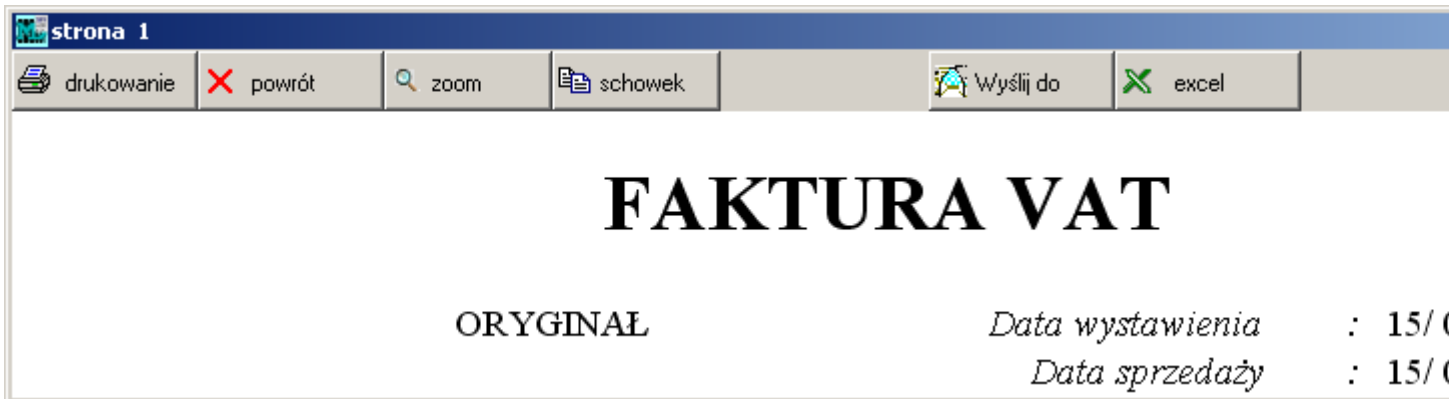 strona 1
drukowanie powrót zoom schowek Wyślij do excel
FAKTURA VAT
ORYGINAŁ Data wystawienia : 15/
Data sprzedaży : 15/